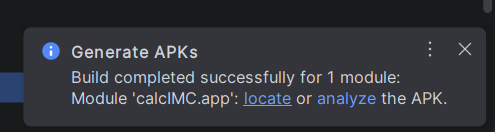 Generate APKs
Build completed successfully for 1 module:
Module 'calcIMC.app': locate or analyze the APK.